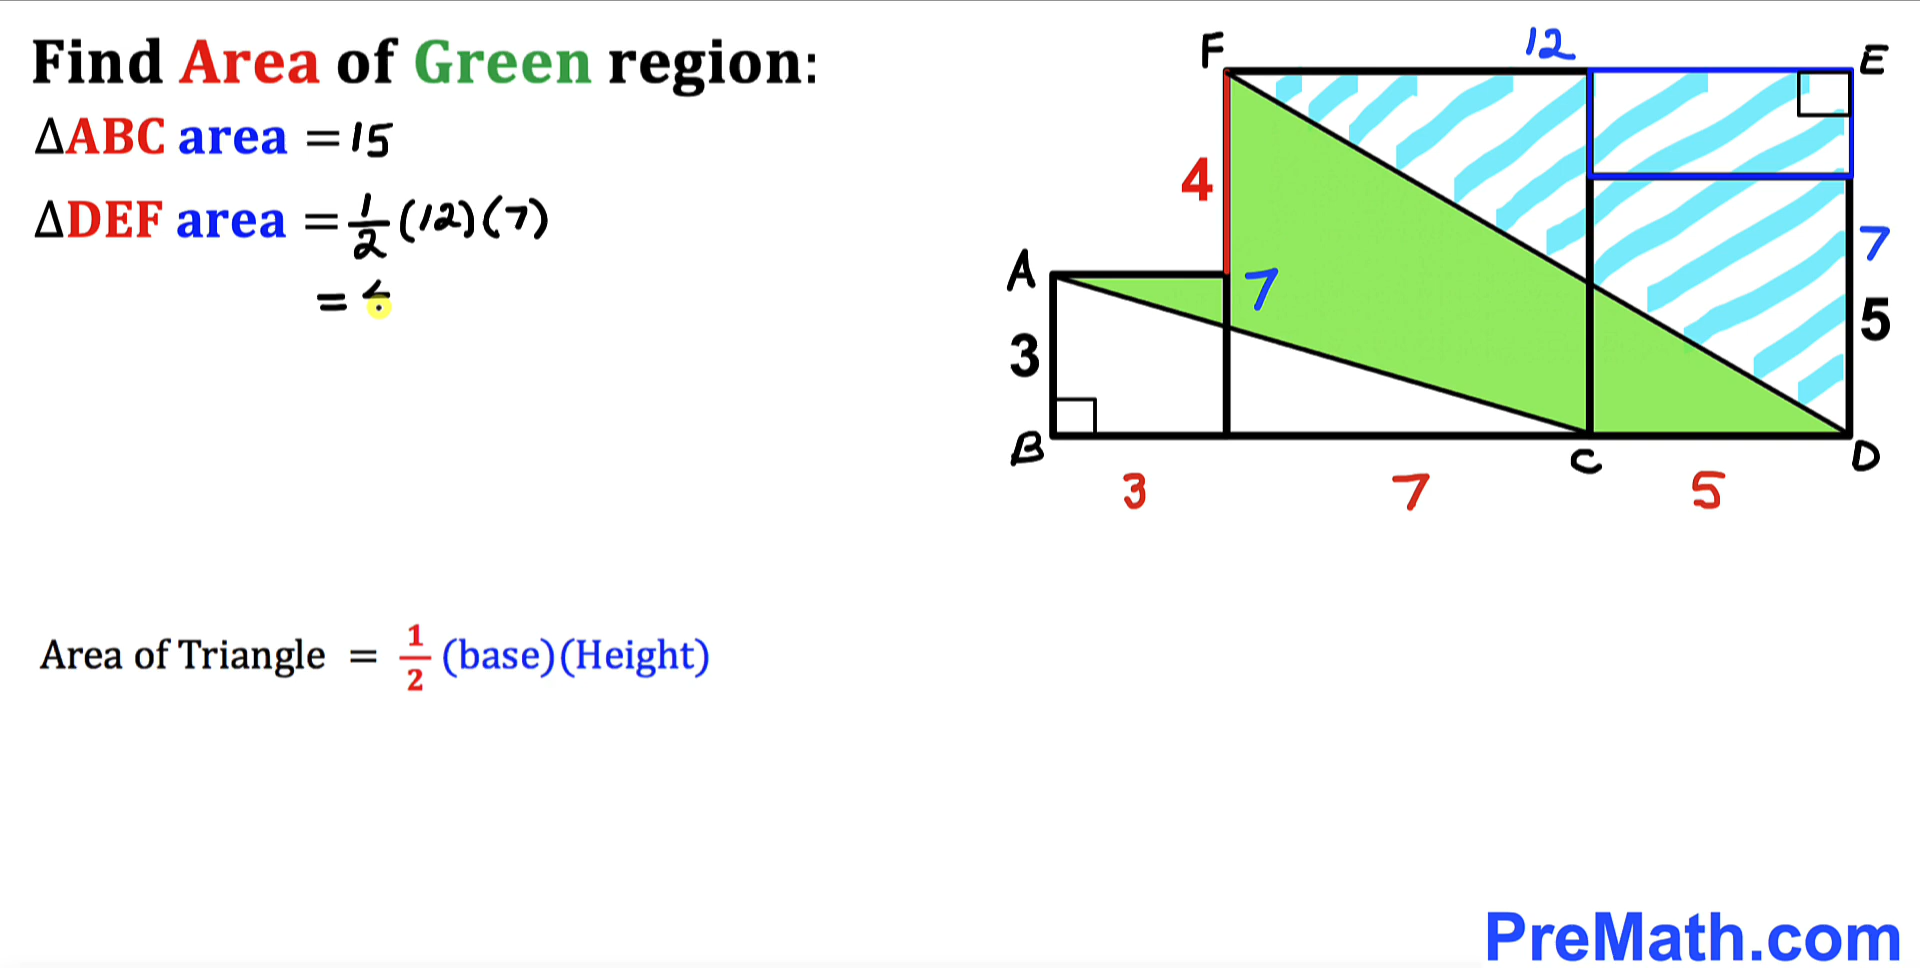 Find Area of Green region:
ΔABC area = 15
ΔDEF area = 1/2 (12)(7)
=
Area of Triangle = 1/2 (base)(Height)
F
12
E
4
A
7
7
5
3
B
C
D
3
7
5
PreMath.com